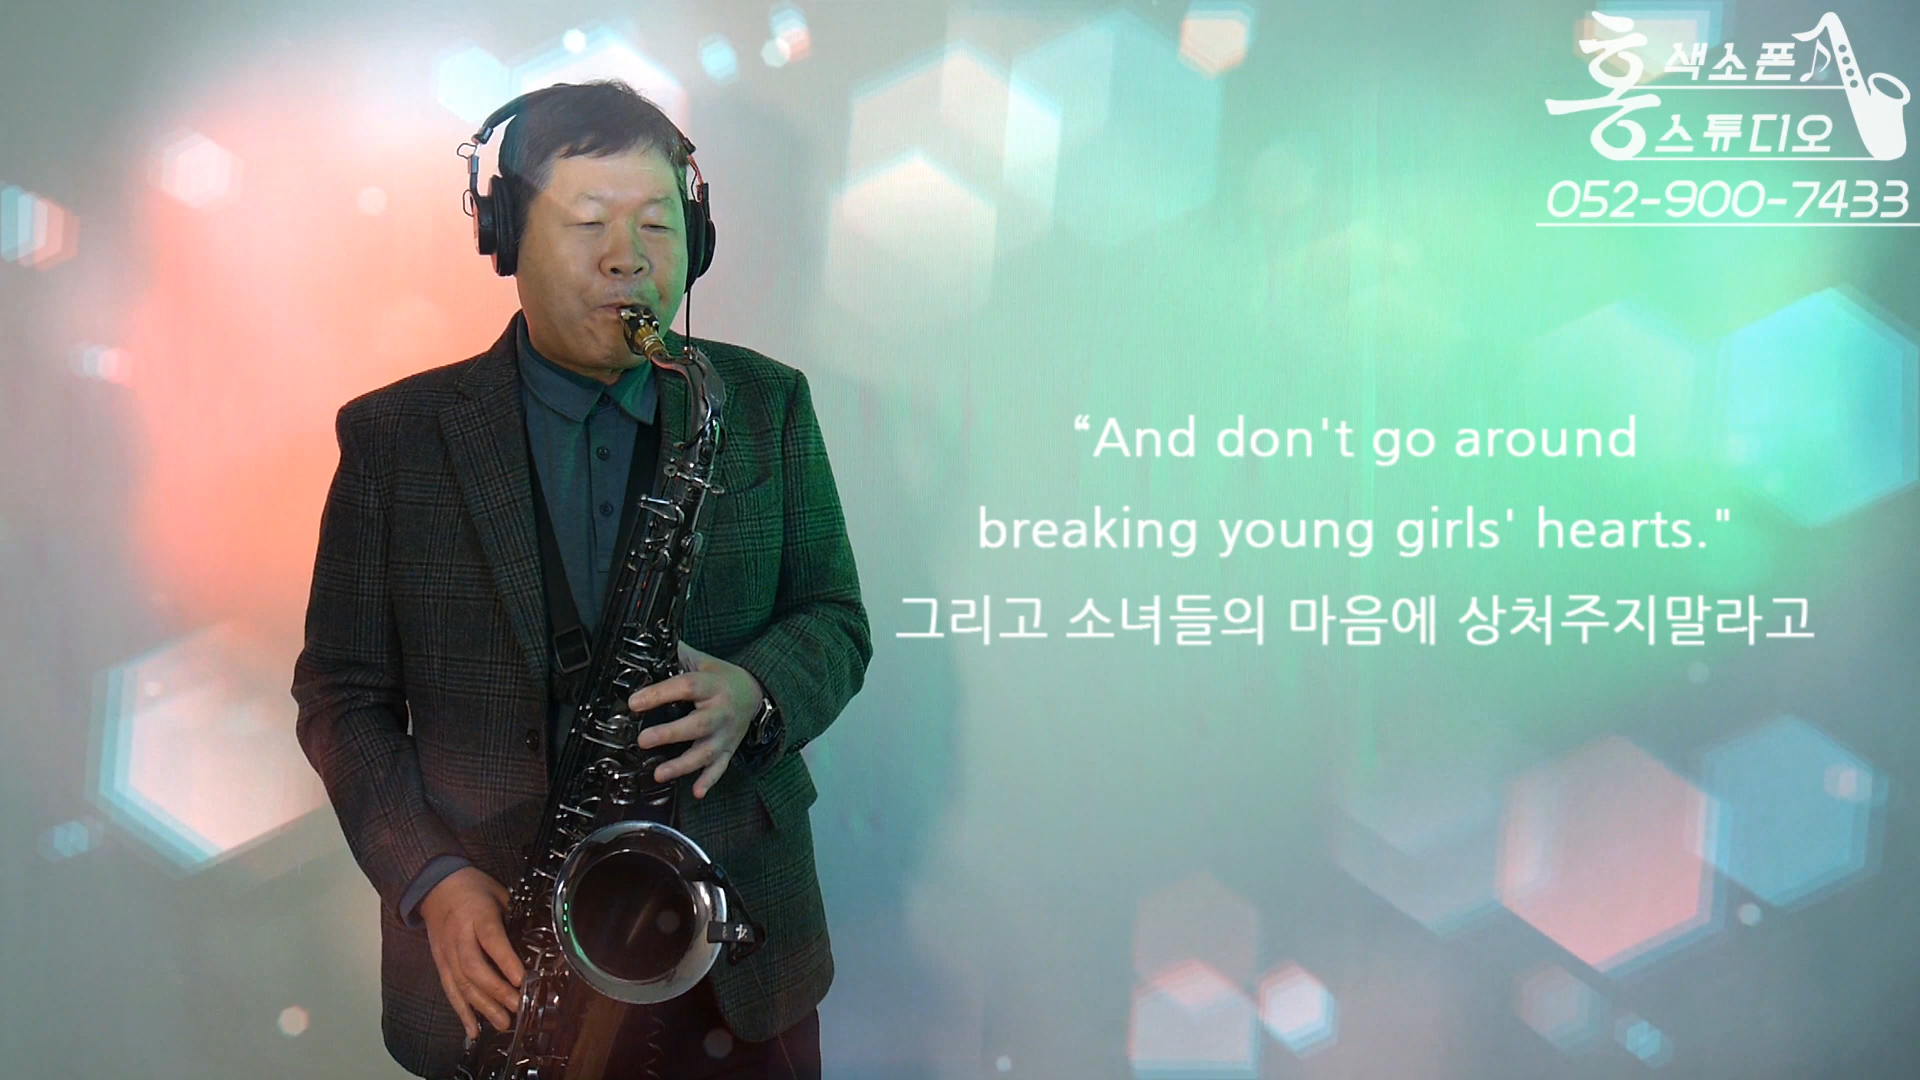 홍 색소폰
스튜디오
052-900-7433
“And don't go around
breaking young girls' hearts."
그리고 소녀들의 마음에 상처주지말라고